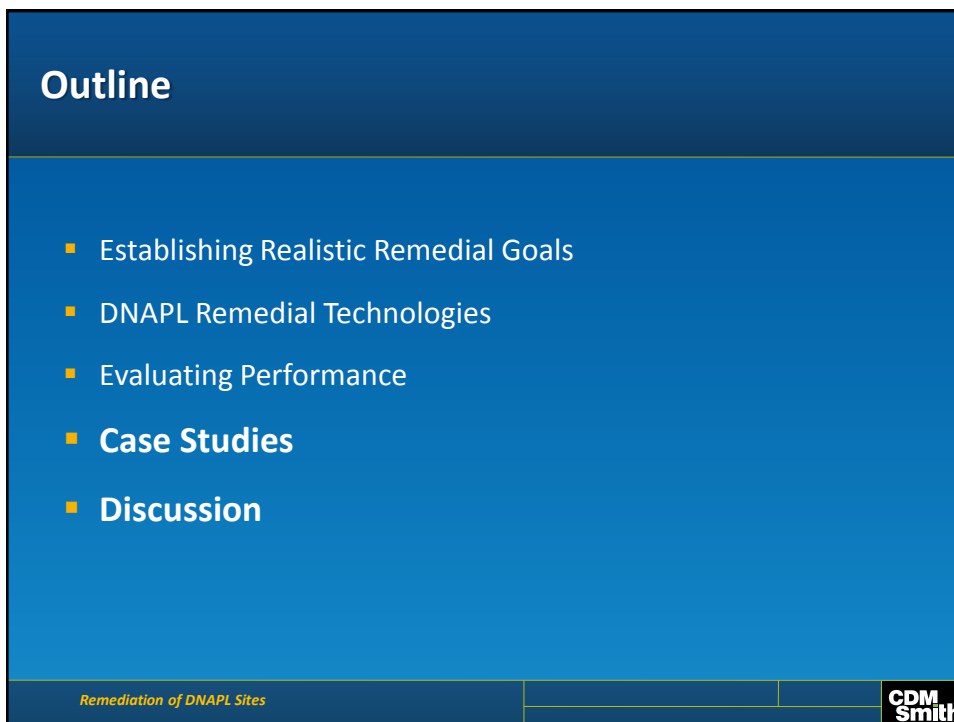 Outline
Establishing Realistic Remedial Goals
DNAPL Remedial Technologies
Evaluating Performance
Case Studies
Discussion
Remediation of DNAPL Sites
CDM
Smith